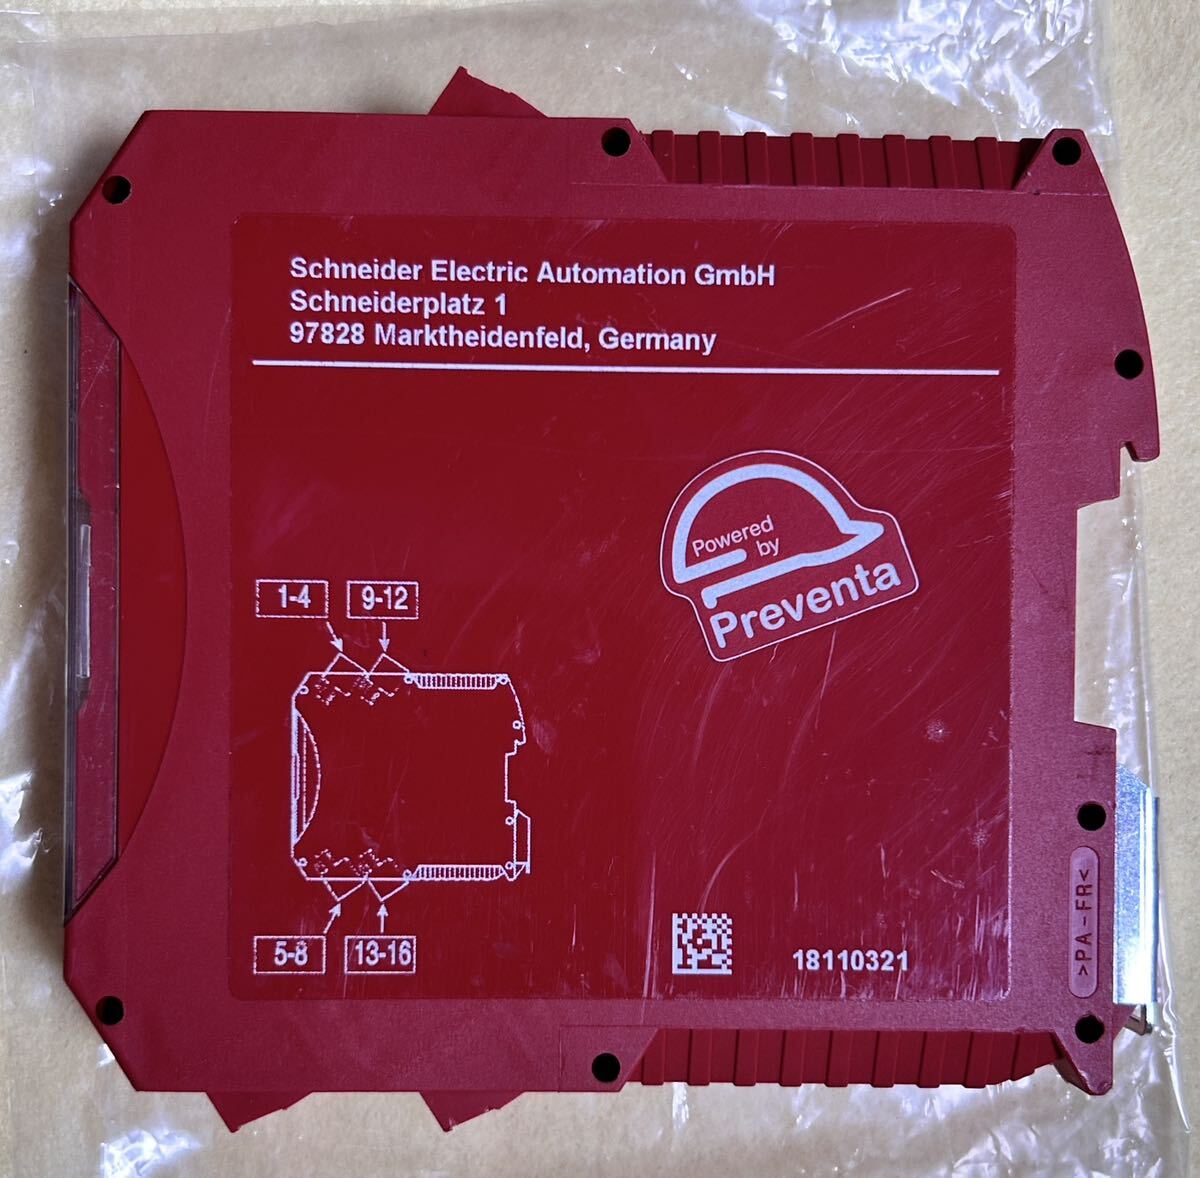 Schneider Electric Automation GmbH
Schneiderplatz 1
97828 Marktheidenfeld, Germany
Powered
by
Preventa
1-4 9-12
5-8 13-16
18110321
>PA-FR<